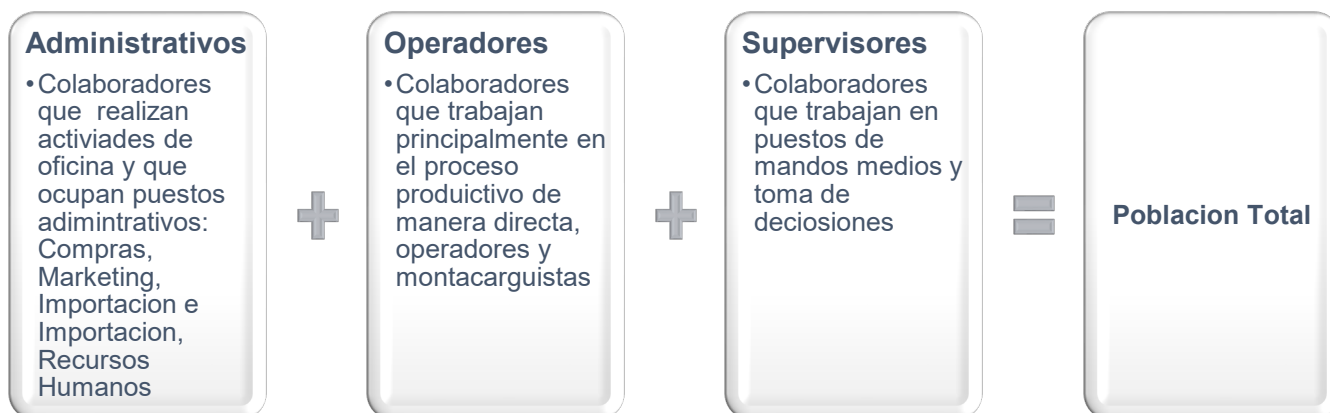 Administrativos
•Colaboradores
que realizan
activiades de
oficina y que
ocupan puestos
adimintrativos:
Compras,
Marketing,
Importacion e
Importacion,
Recursos
Humanos
Operadores
•Colaboradores
que trabajan
principalmente en
el proceso
produictivo de
manera directa,
operadores y
montacarguistas
Supervisores
•Colaboradores
que trabajan en
puestos de
mandos medios y
toma de
deciosiones
Poblacion Total